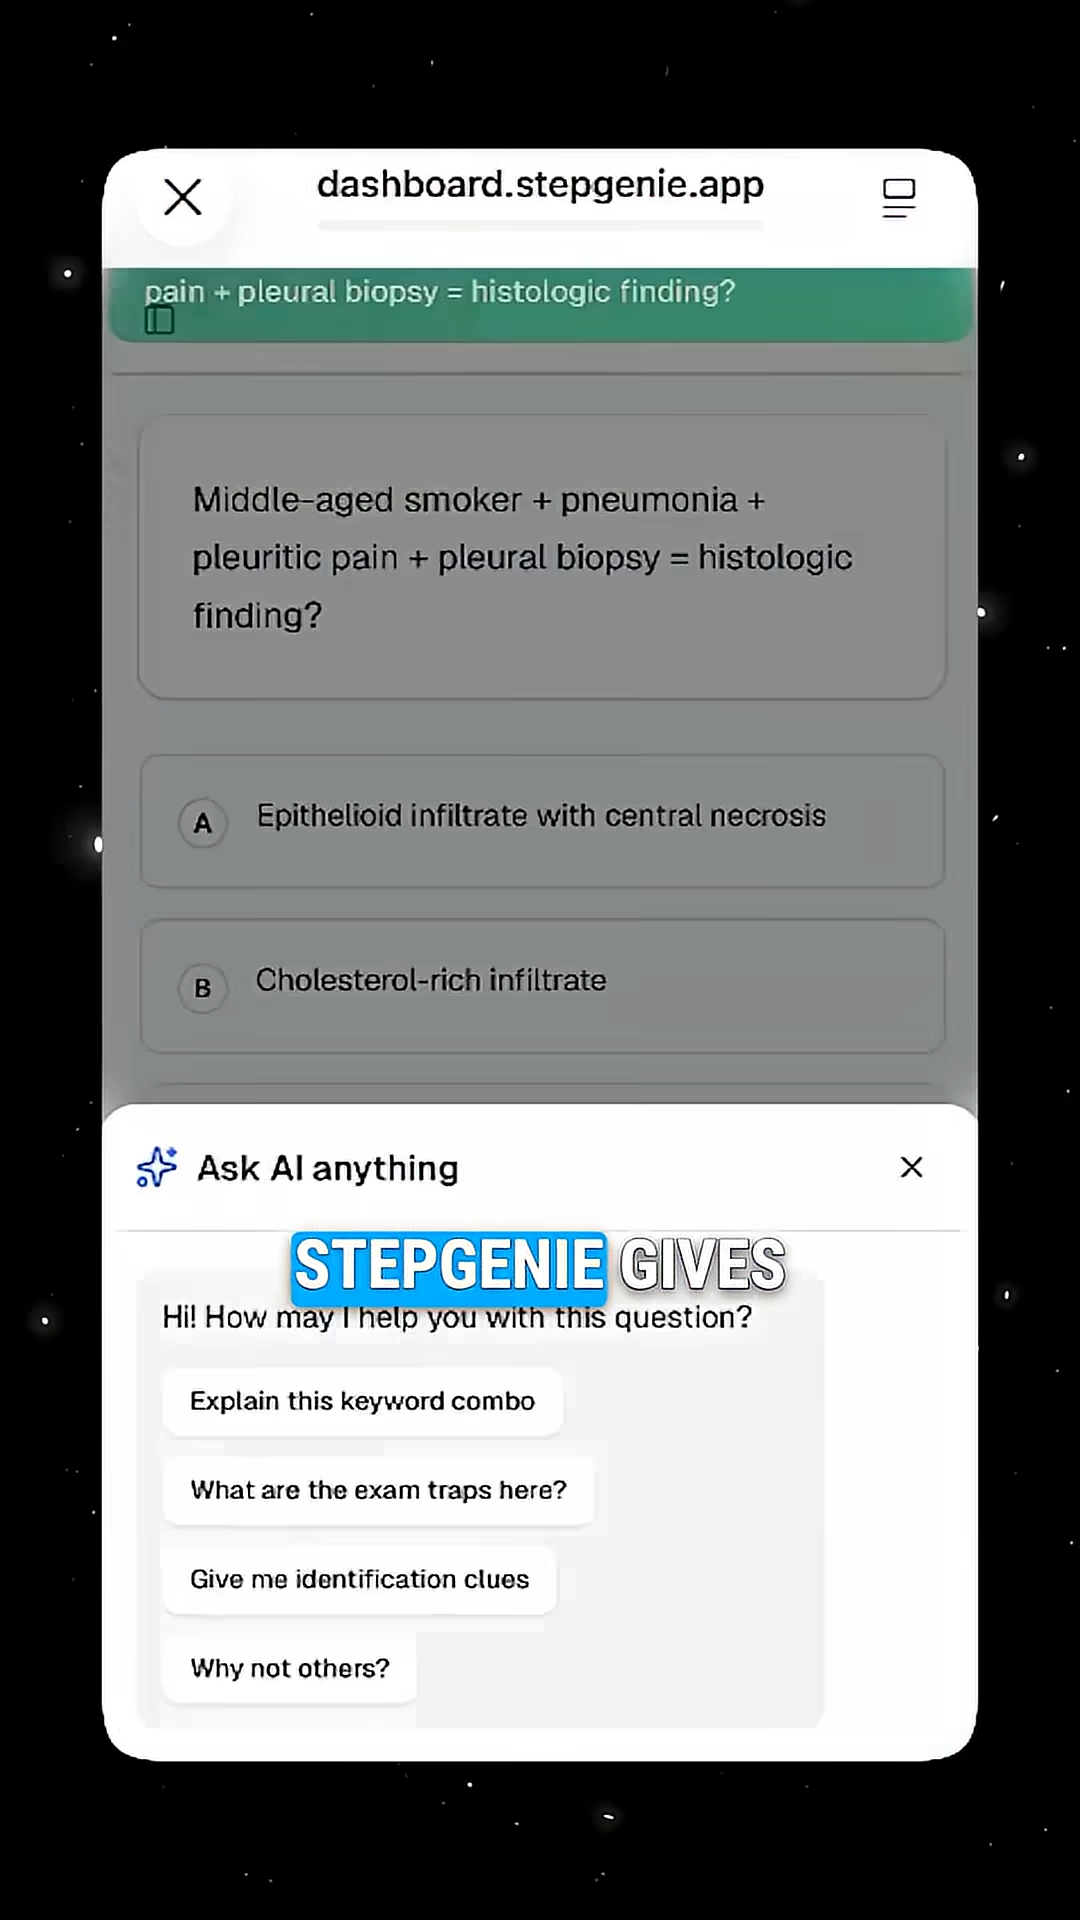 dashboard.stepgenie.app
pain + pleural biopsy = histologic finding?
Middle-aged smoker + pneumonia +
pleuritic pain + pleural biopsy = histologic
finding?
A Epithelioid infiltrate with central necrosis
B Cholesterol-rich infiltrate
Ask AI anything
STEPGENIE GIVES
Hi! How may I help you with this question?
Explain this keyword combo
What are the exam traps here?
Give me identification clues
Why not others?